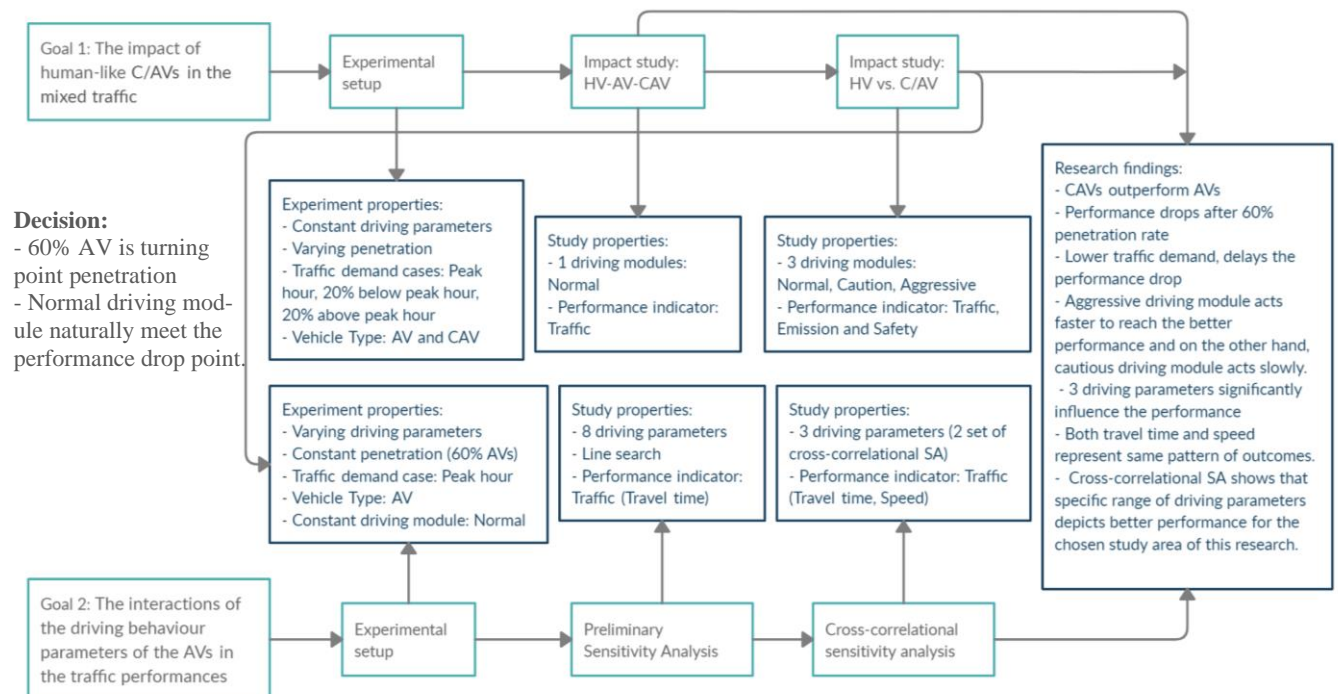 Goal 1: The impact of
human-like C/AVs in the
mixed traffic
Experimental
setup
Impact study:
HV-AV-CAV
Impact study:
HV vs. C/AV
Decision:
- 60% AV is turning
point penetration
- Normal driving mod-
ule naturally meet the
performance drop point.
Experiment properties:
- Constant driving parameters
- Varying penetration
- Traffic demand cases: Peak
hour, 20% below peak hour,
20% above peak hour
- Vehicle Type: AV and CAV
Study properties:
- 1 driving modules:
Normal
- Performance indicator:
Traffic
Study properties:
- 3 driving modules:
Normal, Caution, Aggressive
- Performance indicator: Traffic,
Emission and Safety
Research findings:
- CAVs outperform AVs
- Performance drops after 60%
penetration rate
- Lower traffic demand, delays the
performance drop
- Aggressive driving module acts
faster to reach the better
performance and on the other hand,
cautious driving module acts slowly.
- 3 driving parameters significantly
influence the performance
- Both travel time and speed
represent same pattern of outcomes.
- Cross-correlational SA shows that
specific range of driving parameters
depicts better performance for the
chosen study area of this research.
Experiment properties:
- Varying driving parameters
- Constant penetration (60% AVs)
- Traffic demand case: Peak hour
- Vehicle Type: AV
- Constant driving module: Normal
Study properties:
- 8 driving parameters
- Line search
- Performance indicator:
Traffic (Travel time)
Study properties:
- 3 driving parameters (2 set of
cross-correlational SA)
- Performance indicator: Traffic
(Travel time, Speed)
Goal 2: The interactions of
the driving behaviour
parameters of the AVs in
the traffic performances
Experimental
setup
Preliminary
Sensitivity Analysis
Cross-correlational
sensitivity analysis